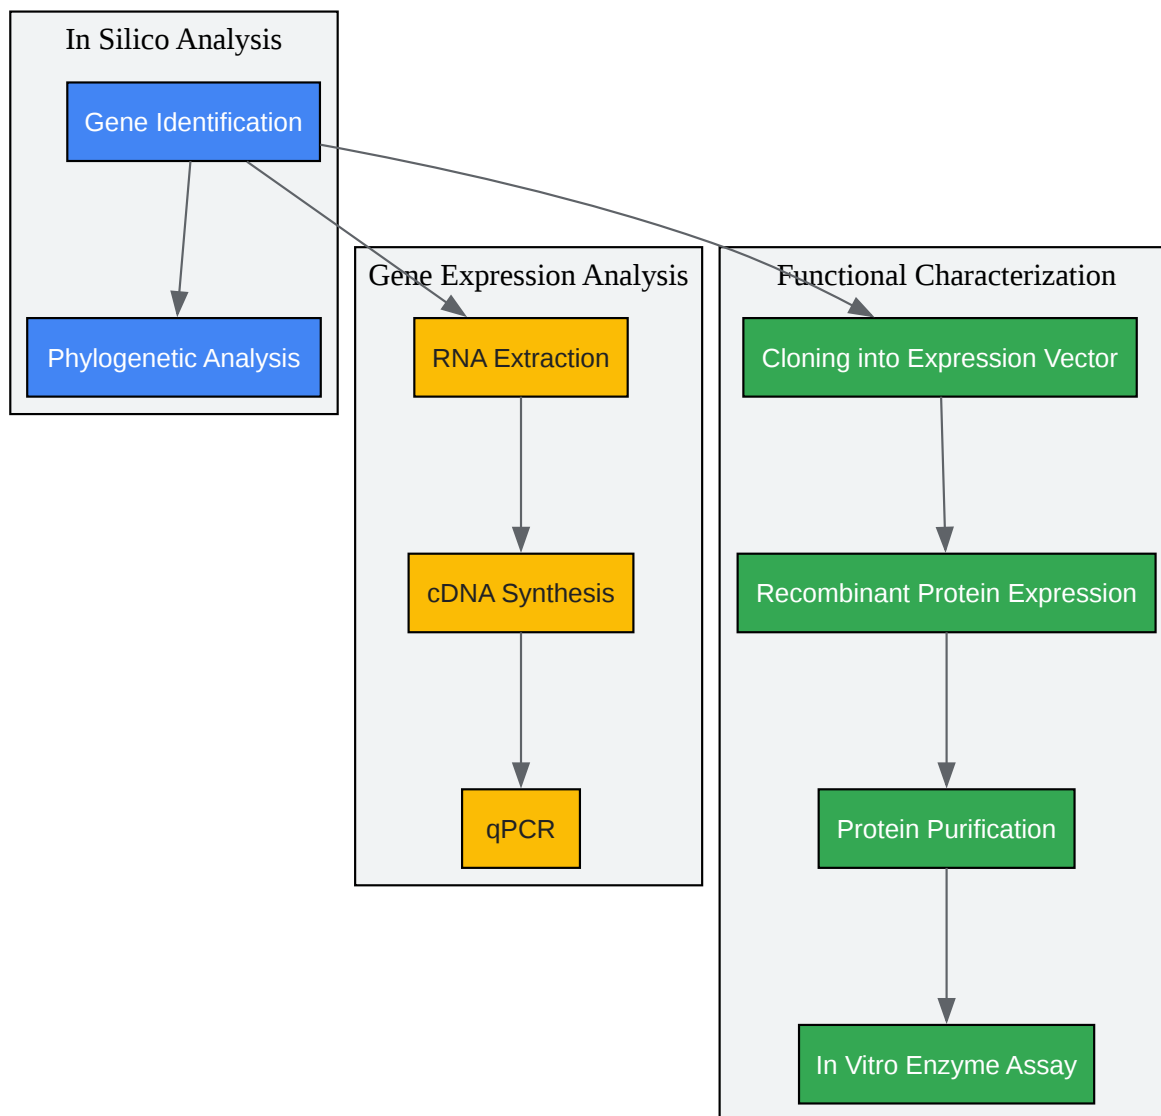 In Silico Analysis
Gene Identification
Phylogenetic Analysis
Gene Expression Analysis
RNA Extraction
cDNA Synthesis
qPCR
Functional Characterization
Cloning into Expression Vector
Recombinant Protein Expression
Protein Purification
In Vitro Enzyme Assay